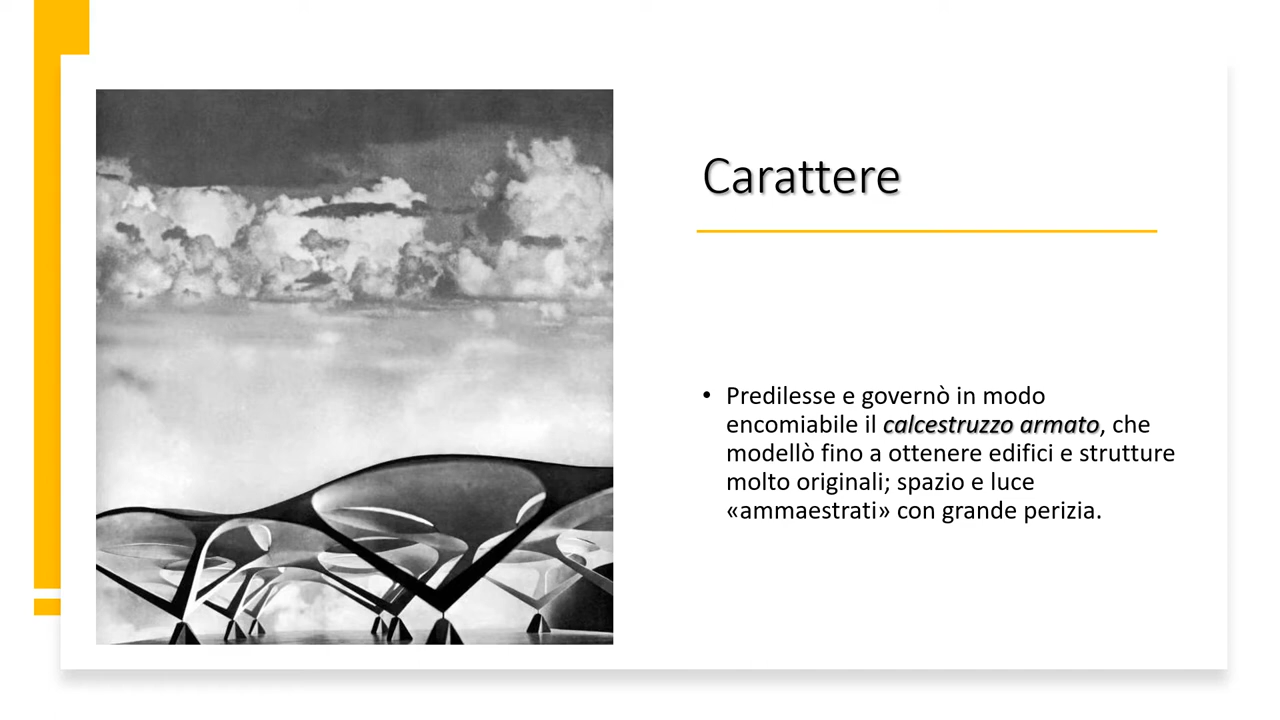 Carattere
• Predilesse e governò in modo
encomiabile il calcestruzzo armato, che
modellò fino a ottenere edifici e strutture
molto originali; spazio e luce
«ammaestrati» con grande perizia.